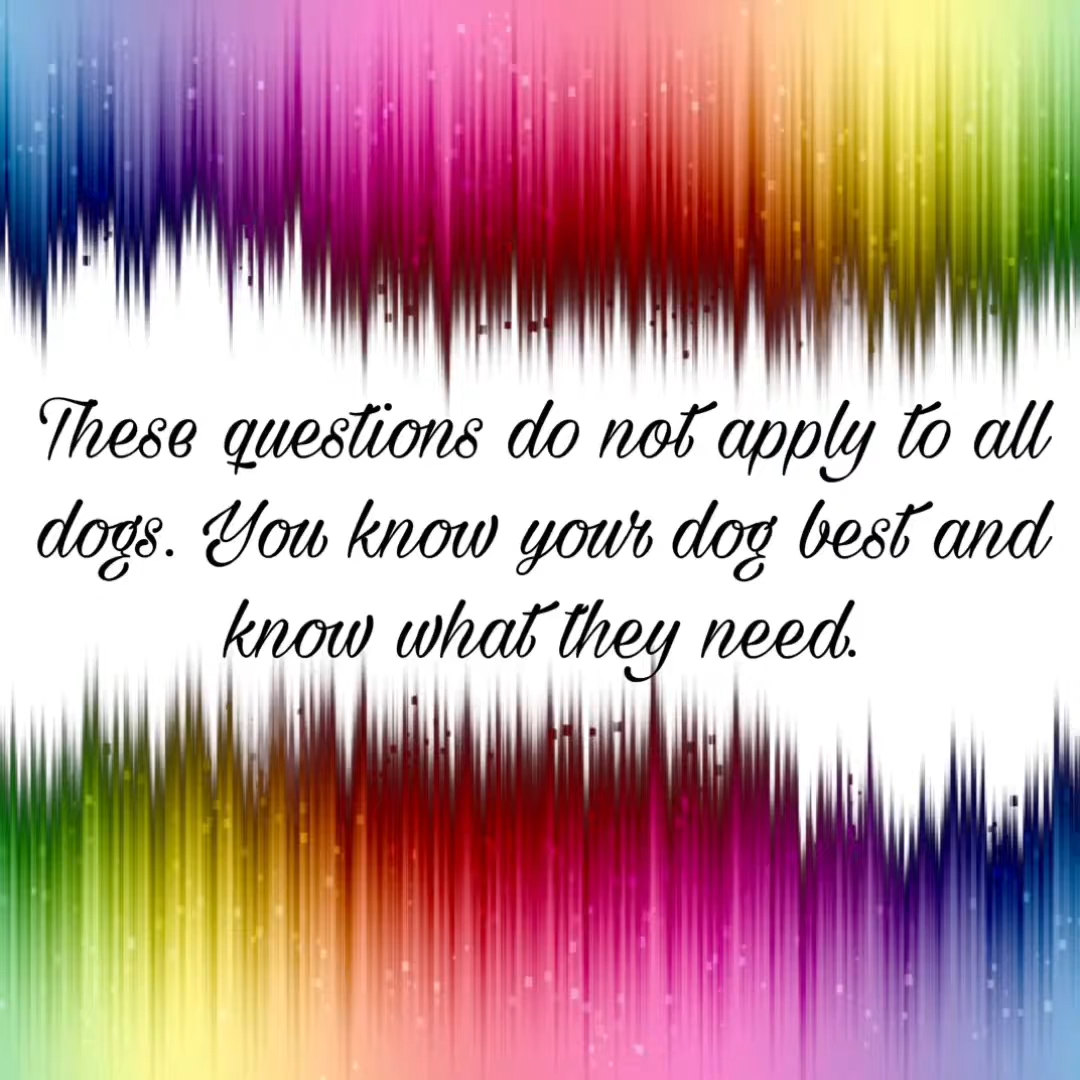 These questions do not apply to all
dogs. You know your dog best and
know what they need.